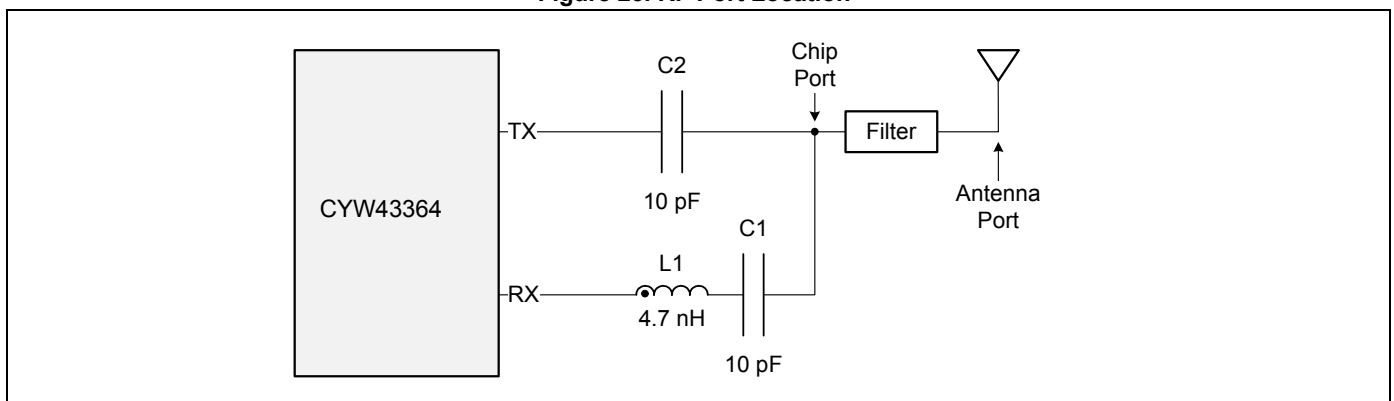 C2
Chip
Port
TX
Filter
10 pF
CYW43364
Antenna
Port
C1
L1
RX
4.7 nH
10 pF